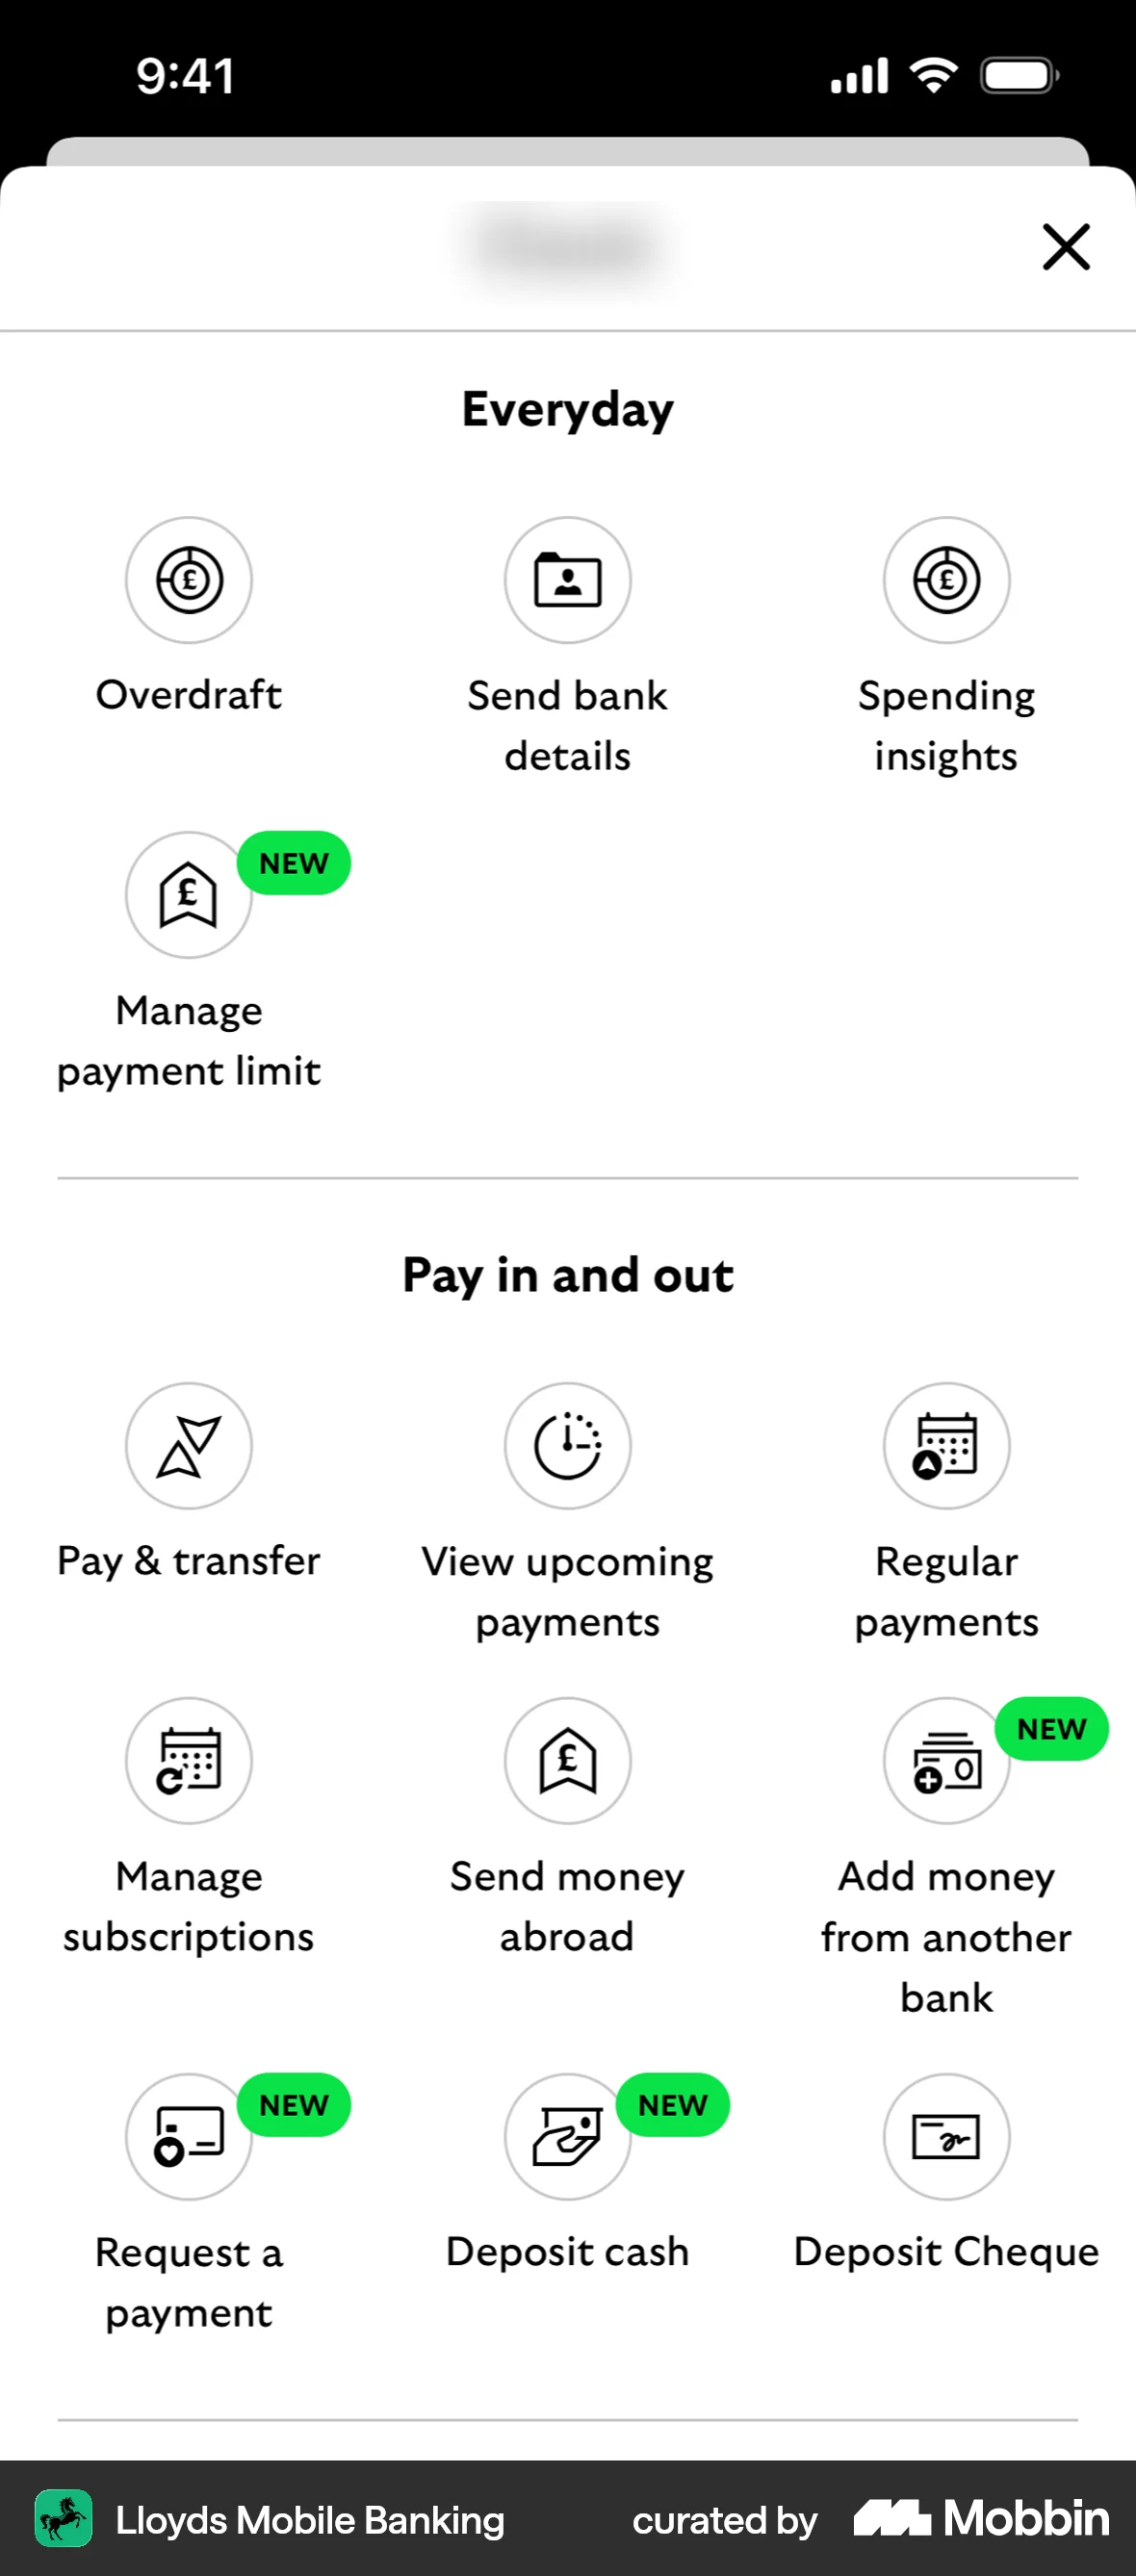 9:41
Everyday
Overdraft
Send bank
details
Spending
insights
NEW
Manage
payment limit
Pay in and out
Pay & transfer
View upcoming
payments
Regular
payments
Manage
subscriptions
Send money
abroad
NEW
Add money
from another
bank
NEW
Request a
payment
NEW
Deposit cash
Deposit Cheque
Lloyds Mobile Banking
curated by
Mobbin